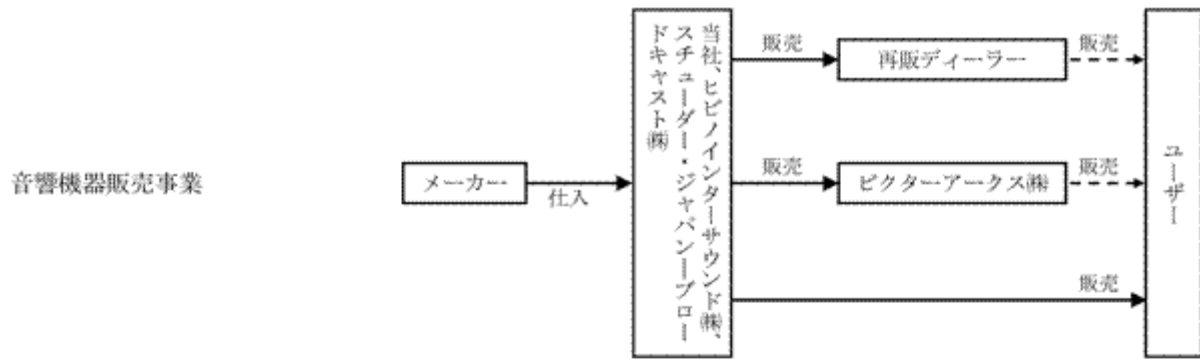 音響機器販売事業
メーカー
仕入
当社、ヒビノインターサウンド㈱、
スチューダー・ジャパン－ブロー
ドキャスト㈱
販売
再販ディーラー
販売
販売
ビクターアークス㈱
販売
販売
ユーザー